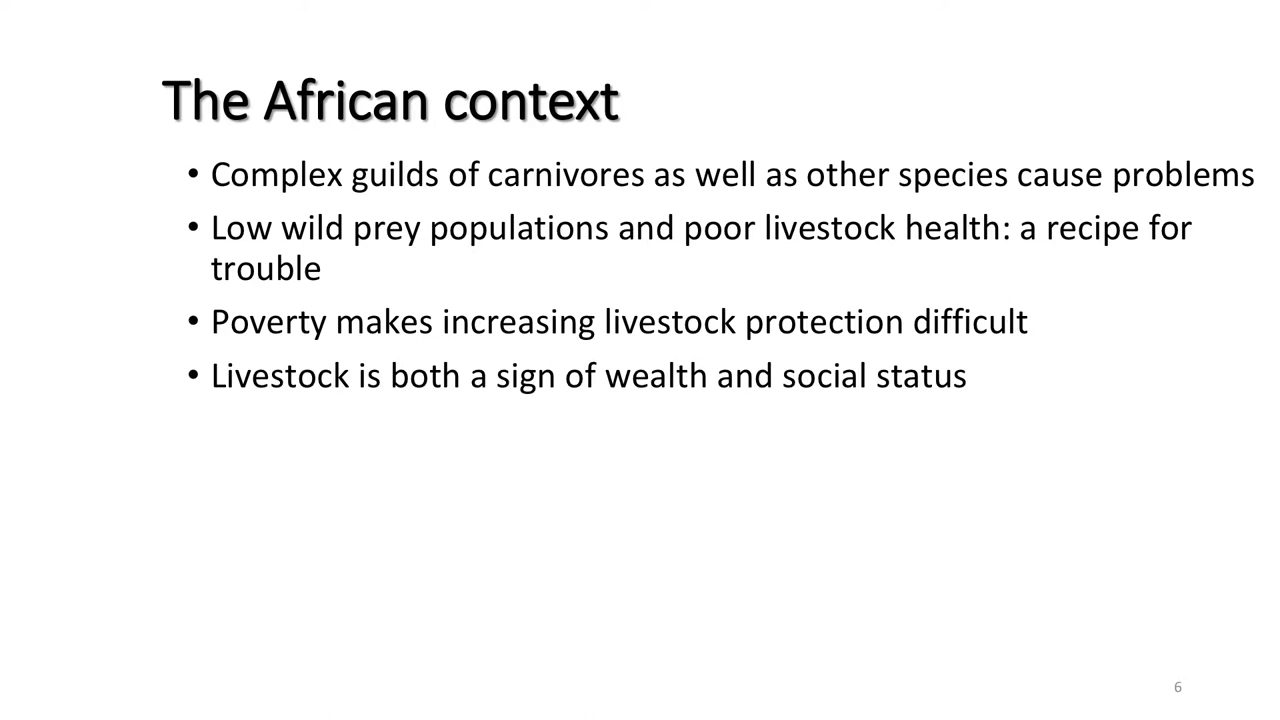 The African context
• Complex guilds of carnivores as well as other species cause problems
• Low wild prey populations and poor livestock health: a recipe for
trouble
• Poverty makes increasing livestock protection difficult
• Livestock is both a sign of wealth and social status
6